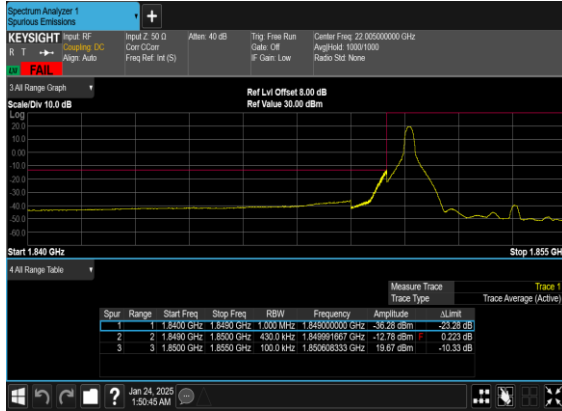 Spectrum Analyzer 1
Spurious Emissions
+
KEYSIGHT Input: RF Input Z: 50 Ω Atten: 40 dB Trig: Free Run Center Freq: 22.005000000 GHz
R T Coupling: DC Corr CCorr Gate: Off Avg|Hold: 1000/1000
Align: Auto Freq Ref: Int (S) IF Gain: Low Radio Std: None
FAIL
3 All Range Graph Ref Lvl Offset 8.00 dB
Scale/Div 10.0 dB Ref Value 30.00 dBm
Log
20.0
10.0
0.00
-10.0
-20.0
-30.0
-40.0
-50.0
-60.0
Start 1.840 GHz Stop 1.855 GH
4 All Range Table
Measure Trace Trace 1
Trace Type Trace Average (Active)
Spur Range Start Freq Stop Freq RBW Frequency Amplitude ΔLimit
1 1 1.8400 GHz 1.8490 GHz 1.000 MHz 1.849000000 GHz -36.28 dBm -23.28 dB
2 2 1.8490 GHz 1.8500 GHz 430.0 kHz 1.849991667 GHz -12.78 dBm F 0.223 dB
3 3 1.8500 GHz 1.8550 GHz 100.0 kHz 1.850608333 GHz 19.67 dBm -10.33 dB
? Jan 24, 2025
1:50:45 AM